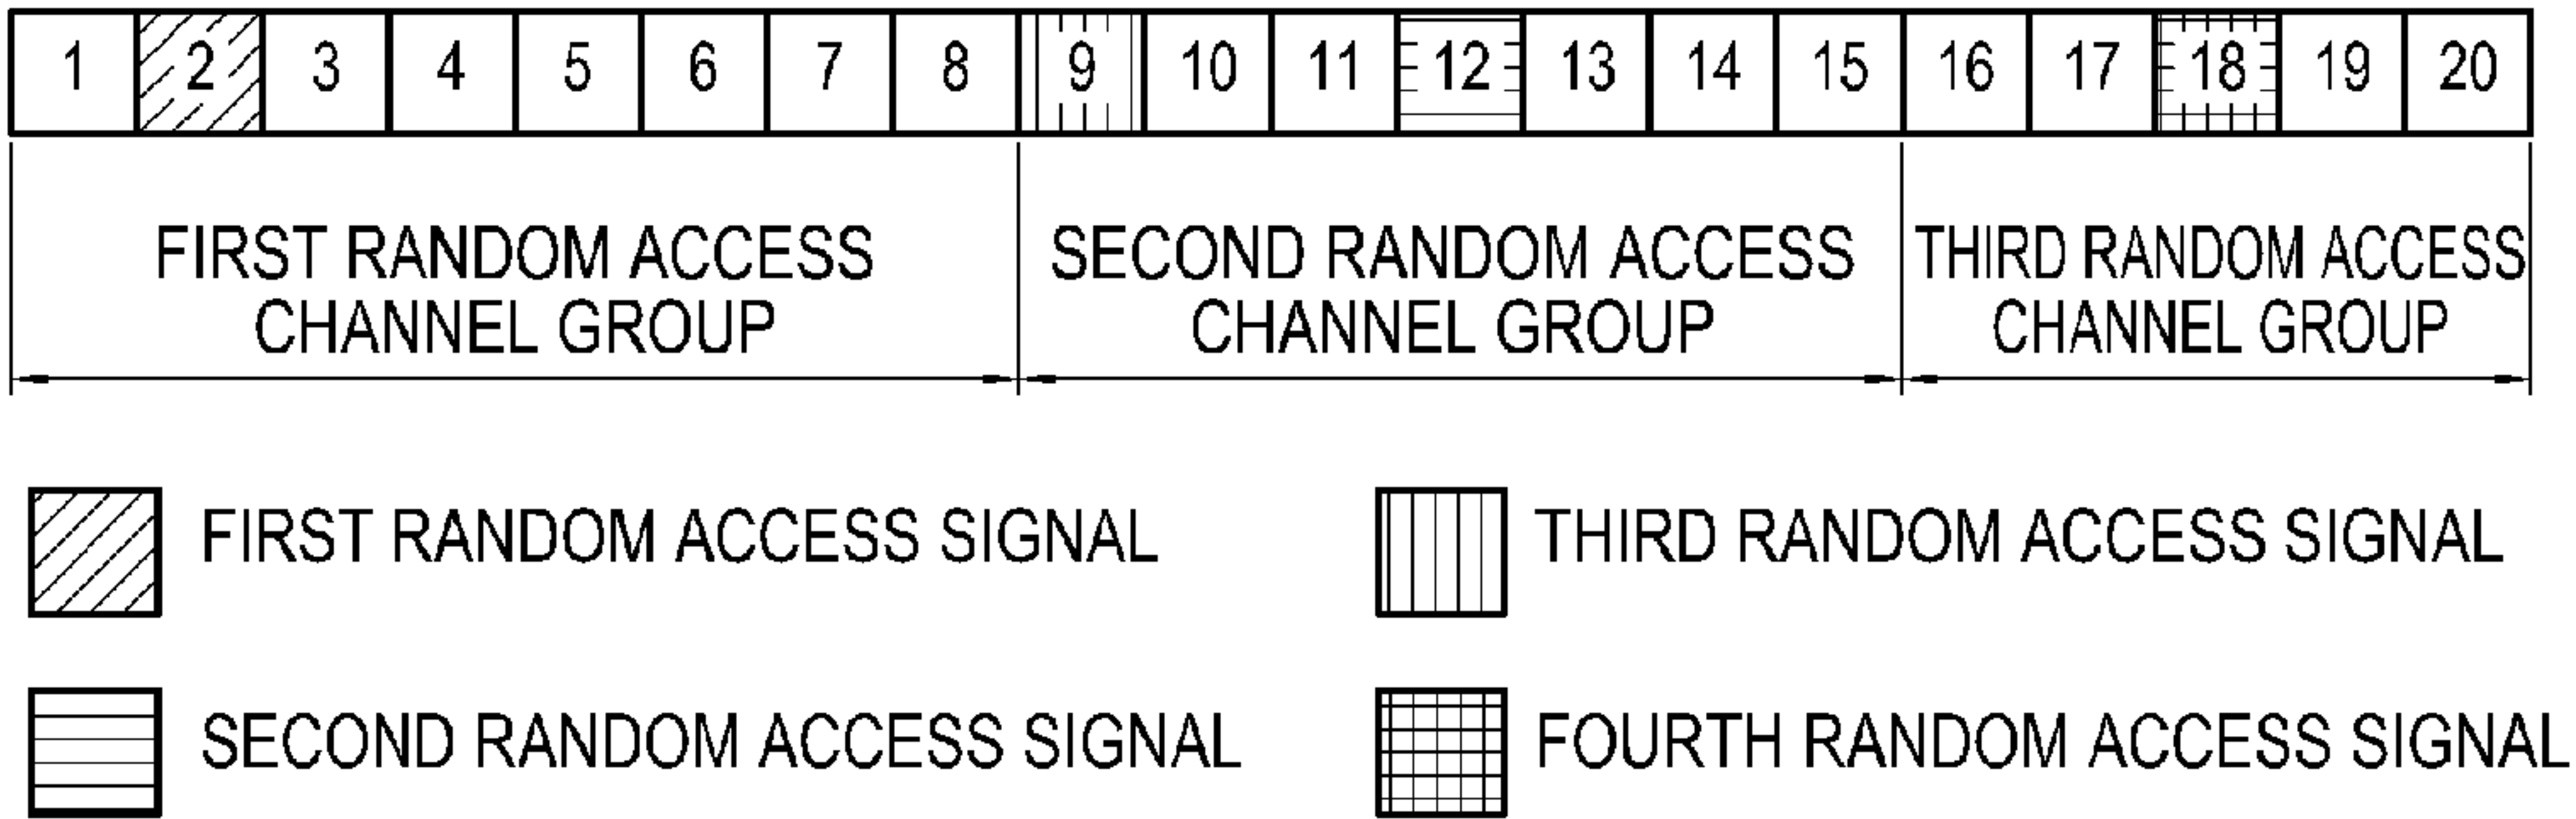 1 2 3 4 5 6 7 8 9 10 11 12 13 14 15 16 17 18 19 20
FIRST RANDOM ACCESS
CHANNEL GROUP
SECOND RANDOM ACCESS
CHANNEL GROUP
THIRD RANDOM ACCESS
CHANNEL GROUP
FIRST RANDOM ACCESS SIGNAL
THIRD RANDOM ACCESS SIGNAL
SECOND RANDOM ACCESS SIGNAL
FOURTH RANDOM ACCESS SIGNAL